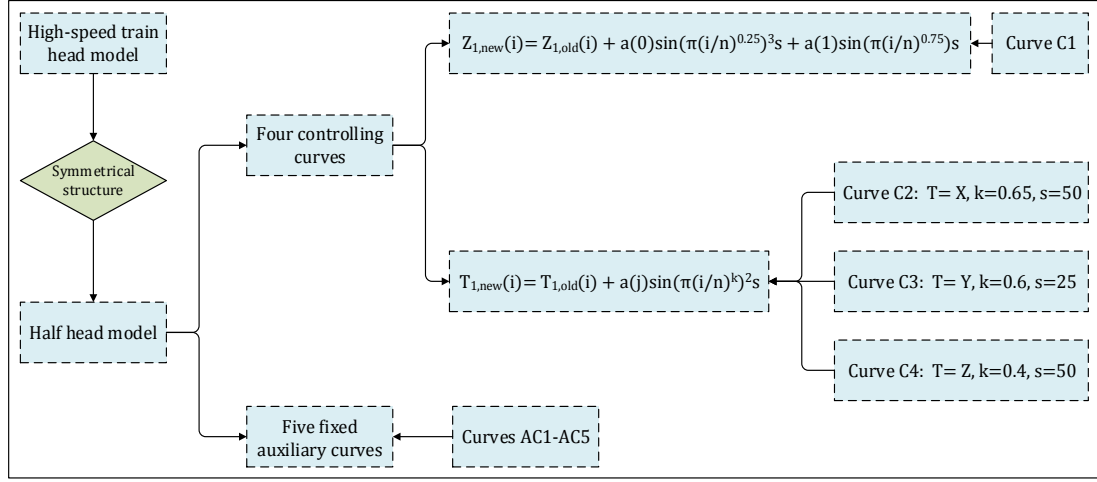 High-speed train
head model
Symmetrical
structure
Half head model
Four controlling
curves
Five fixed
auxiliary curves
Z₁,new(i)= Z₁,old(i) + a(0)sin(π(i/n)^0.25)³s + a(1)sin(π(i/n)^0.75)s
Curve C1
T₁,new(i)= T₁,old(i) + a(j)sin(π(i/n)^k)²s
Curve C2: T= X, k=0.65, s=50
Curve C3: T= Y, k=0.6, s=25
Curve C4: T= Z, k=0.4, s=50
Curves AC1-AC5